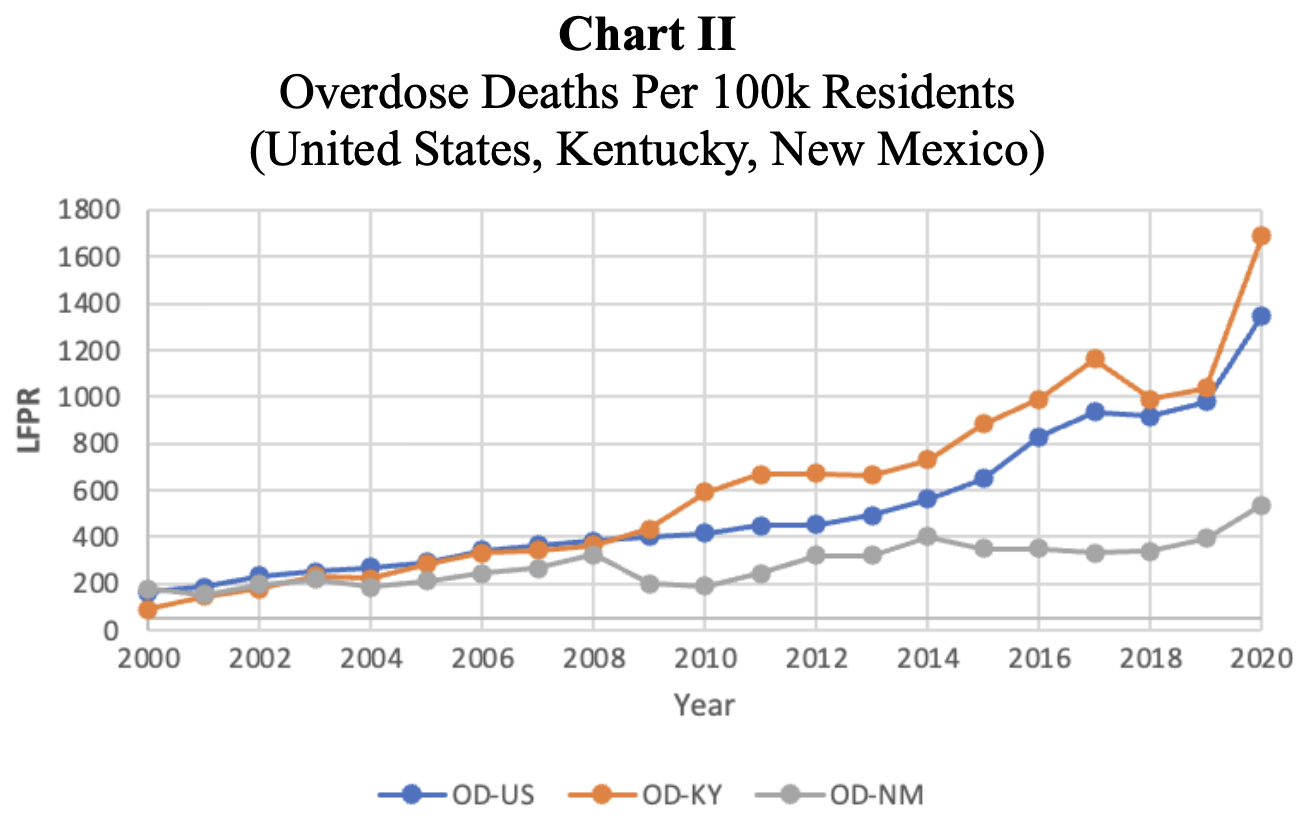 Chart II
Overdose Deaths Per 100k Residents
(United States, Kentucky, New Mexico)
1800
1600
1400
1200
1000
800
600
400
200
0
LFPR
2000 2002 2004 2006 2008 2010 2012 2014 2016 2018 2020
Year
OD-US OD-KY OD-NM